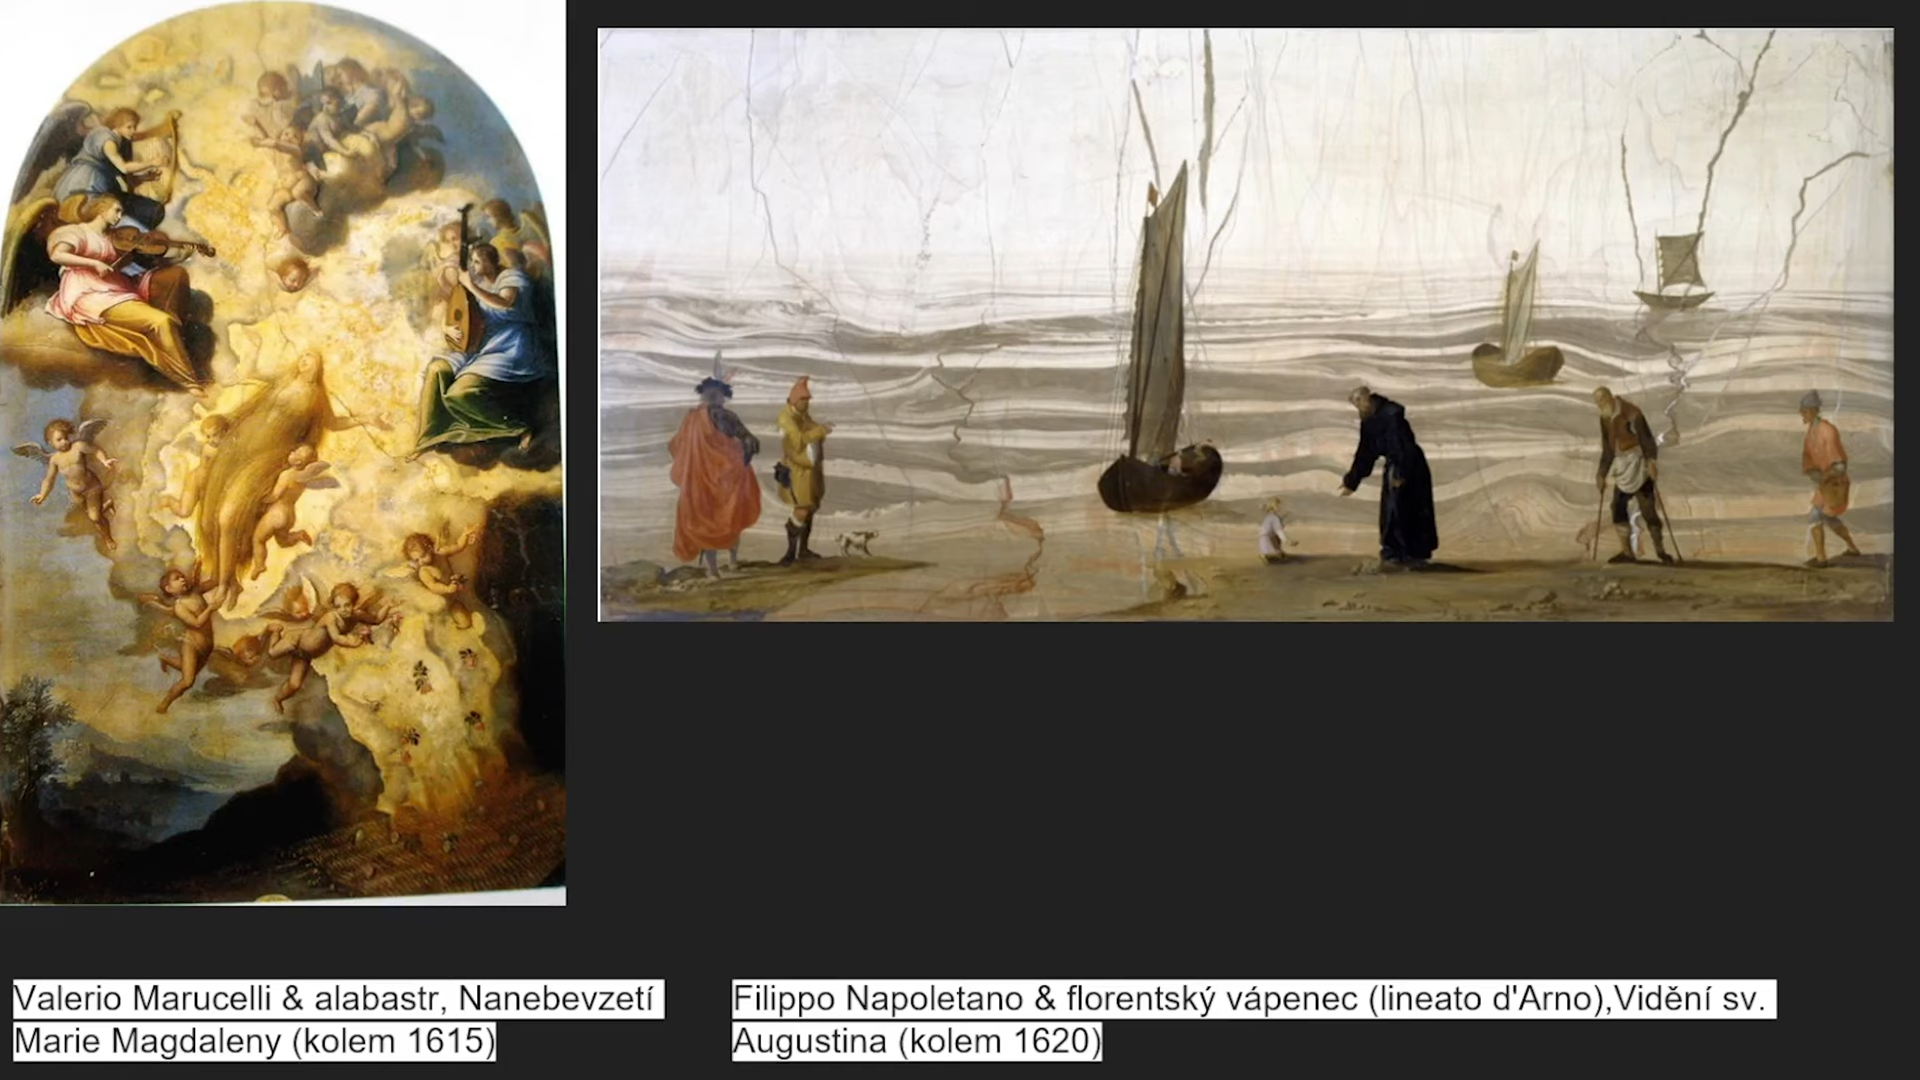 Valerio Marucelli & alabastr, Nanebevzetí
Marie Magdaleny (kolem 1615)
Filippo Napoletano & florentský vápenec (lineato d'Arno),Vidění sv.
Augustina (kolem 1620)